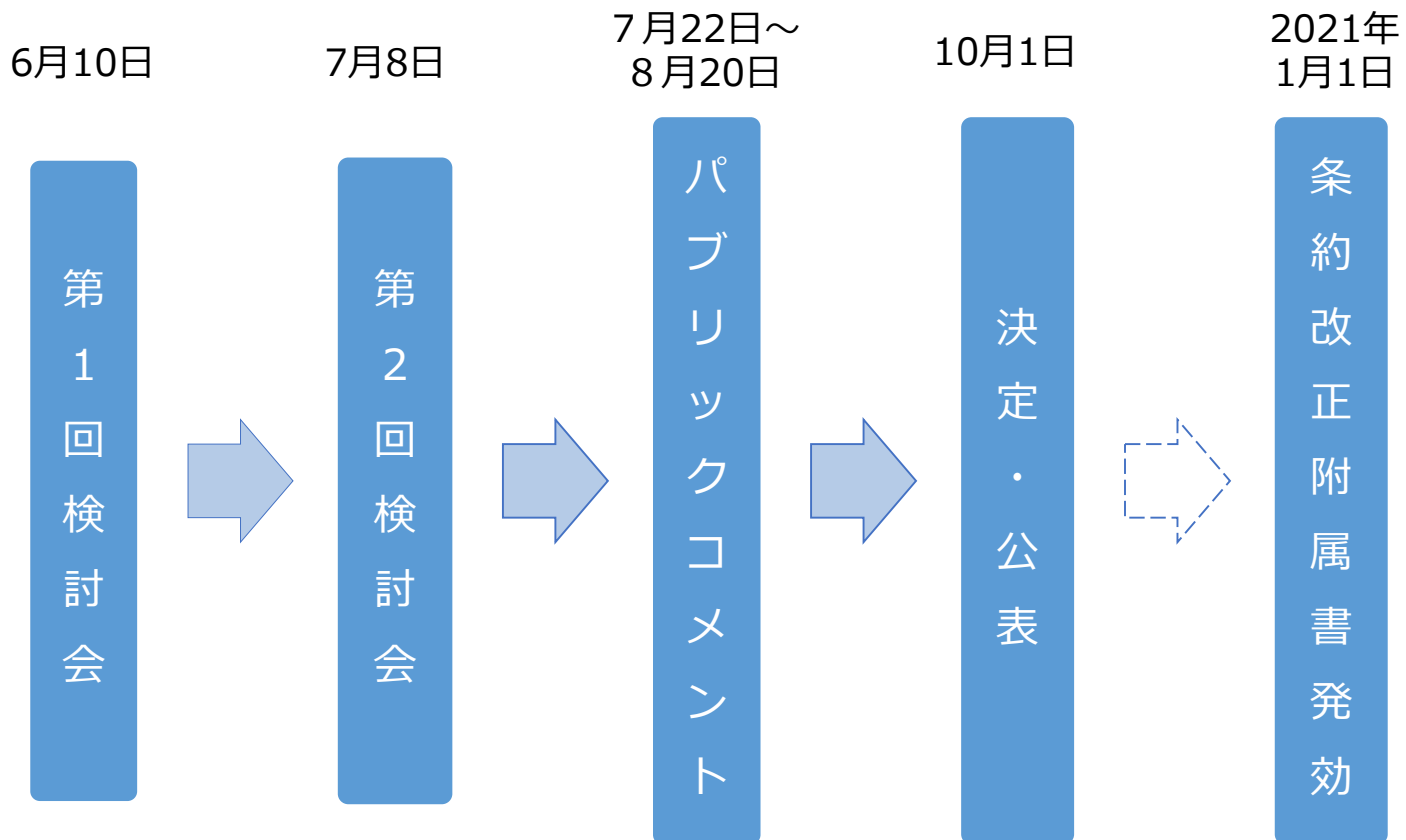 6月10日
第1回検討会
7月8日
第2回検討会
７月22日～
８月20日
パブリックコメント
10月1日
決定・公表
2021年
1月1日
条約改正附属書発効